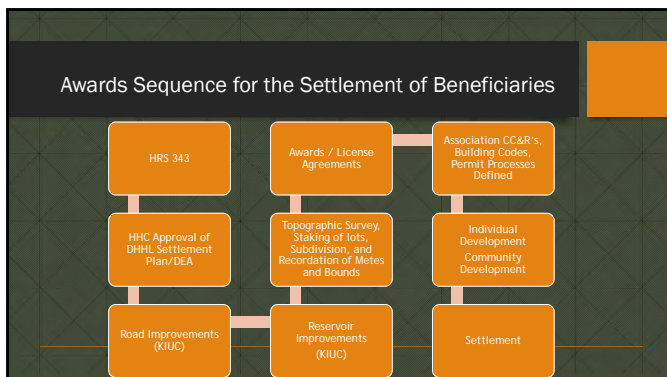 Awards Sequence for the Settlement of Beneficiaries
HRS 343
HHC Approval of
DHHL Settlement
Plan/DEA
Road Improvements
(KIUC)
Reservoir
Improvements
(KIUC)
Topographic Survey,
Staking of lots,
Subdivision, and
Recordation of Metes
and Bounds
Awards / License
Agreements
Association CC&R's,
Building Codes,
Permit Processes
Defined
Individual
Development
Community
Development
Settlement